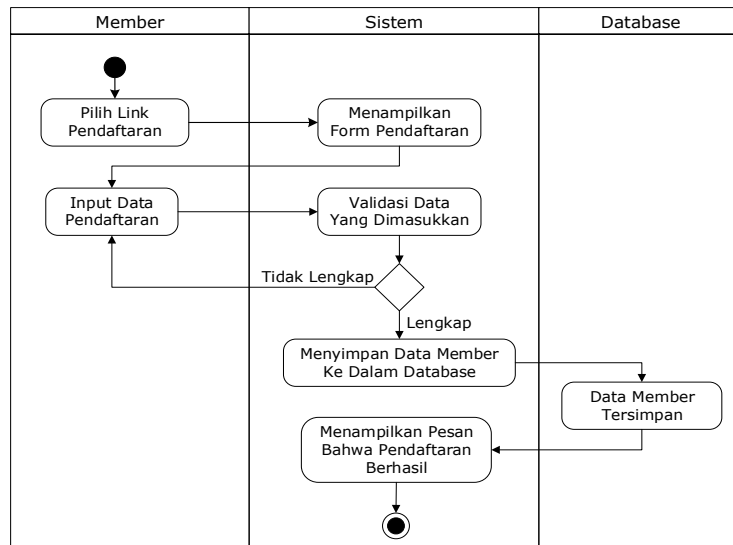 Member
Sistem
Database
Pilih Link
Pendaftaran
Menampilkan
Form Pendaftaran
Input Data
Pendaftaran
Validasi Data
Yang Dimasukkan
Tidak Lengkap
Lengkap
Menyimpan Data Member
Ke Dalam Database
Data Member
Tersimpan
Menampilkan Pesan
Bahwa Pendaftaran
Berhasil